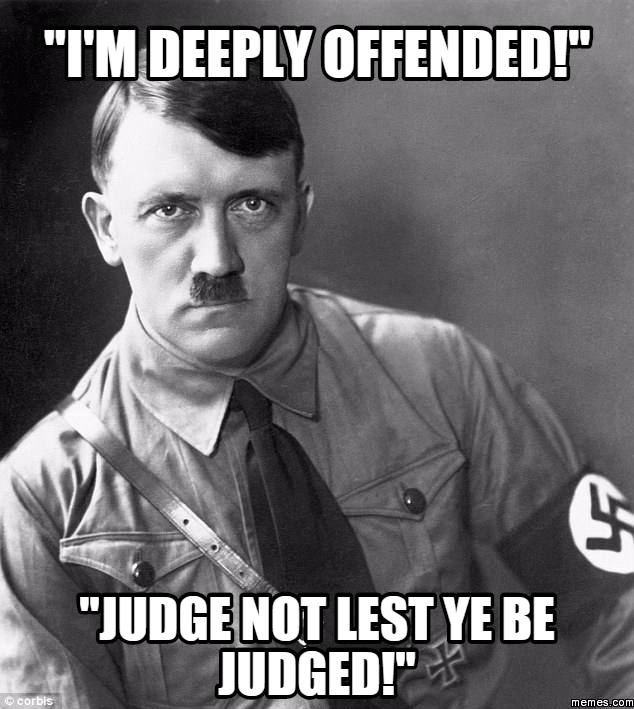 "I'M DEEPLY OFFENDED!"
"JUDGE NOT LEST YE BE
JUDGED!"
© corbis
memes.com